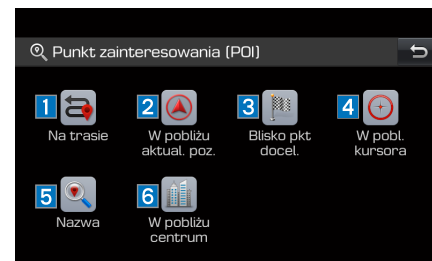 Punkt zainteresowania (POI)
1
2
3
4
Na trasie
W pobliżu
aktual. poz.
Blisko pkt
docel.
W pobl.
kursora
5
6
Nazwa
W pobliżu
centrum